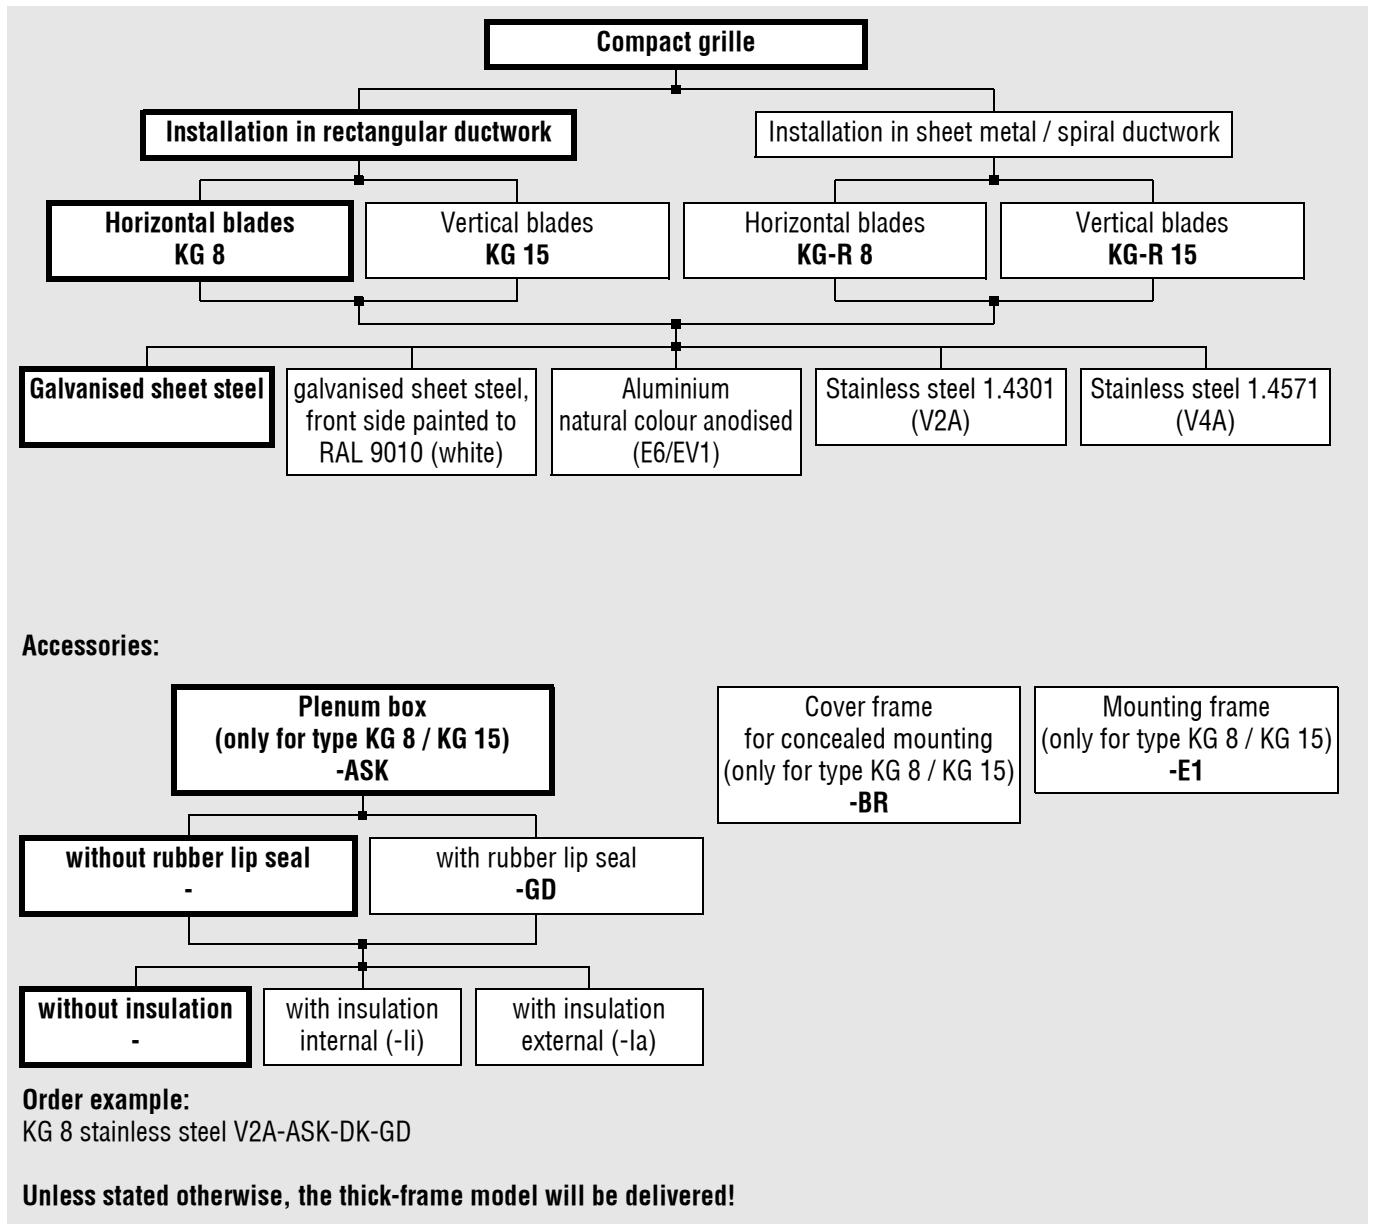 Compact grille
Installation in rectangular ductwork
Installation in sheet metal / spiral ductwork
Horizontal blades
KG 8
Vertical blades
KG 15
Horizontal blades
KG-R 8
Vertical blades
KG-R 15
Galvanised sheet steel
galvanised sheet steel,
front side painted to
RAL 9010 (white)
Aluminium
natural colour anodised
(E6/EV1)
Stainless steel 1.4301
(V2A)
Stainless steel 1.4571
(V4A)
Accessories:
Plenum box
(only for type KG 8 / KG 15)
-ASK
Cover frame
for concealed mounting
(only for type KG 8 / KG 15)
-BR
Mounting frame
(only for type KG 8 / KG 15)
-E1
without rubber lip seal
-
with rubber lip seal
-GD
without insulation
-
with insulation
internal (-Ii)
with insulation
external (-Ia)
Order example:
KG 8 stainless steel V2A-ASK-DK-GD
Unless stated otherwise, the thick-frame model will be delivered!